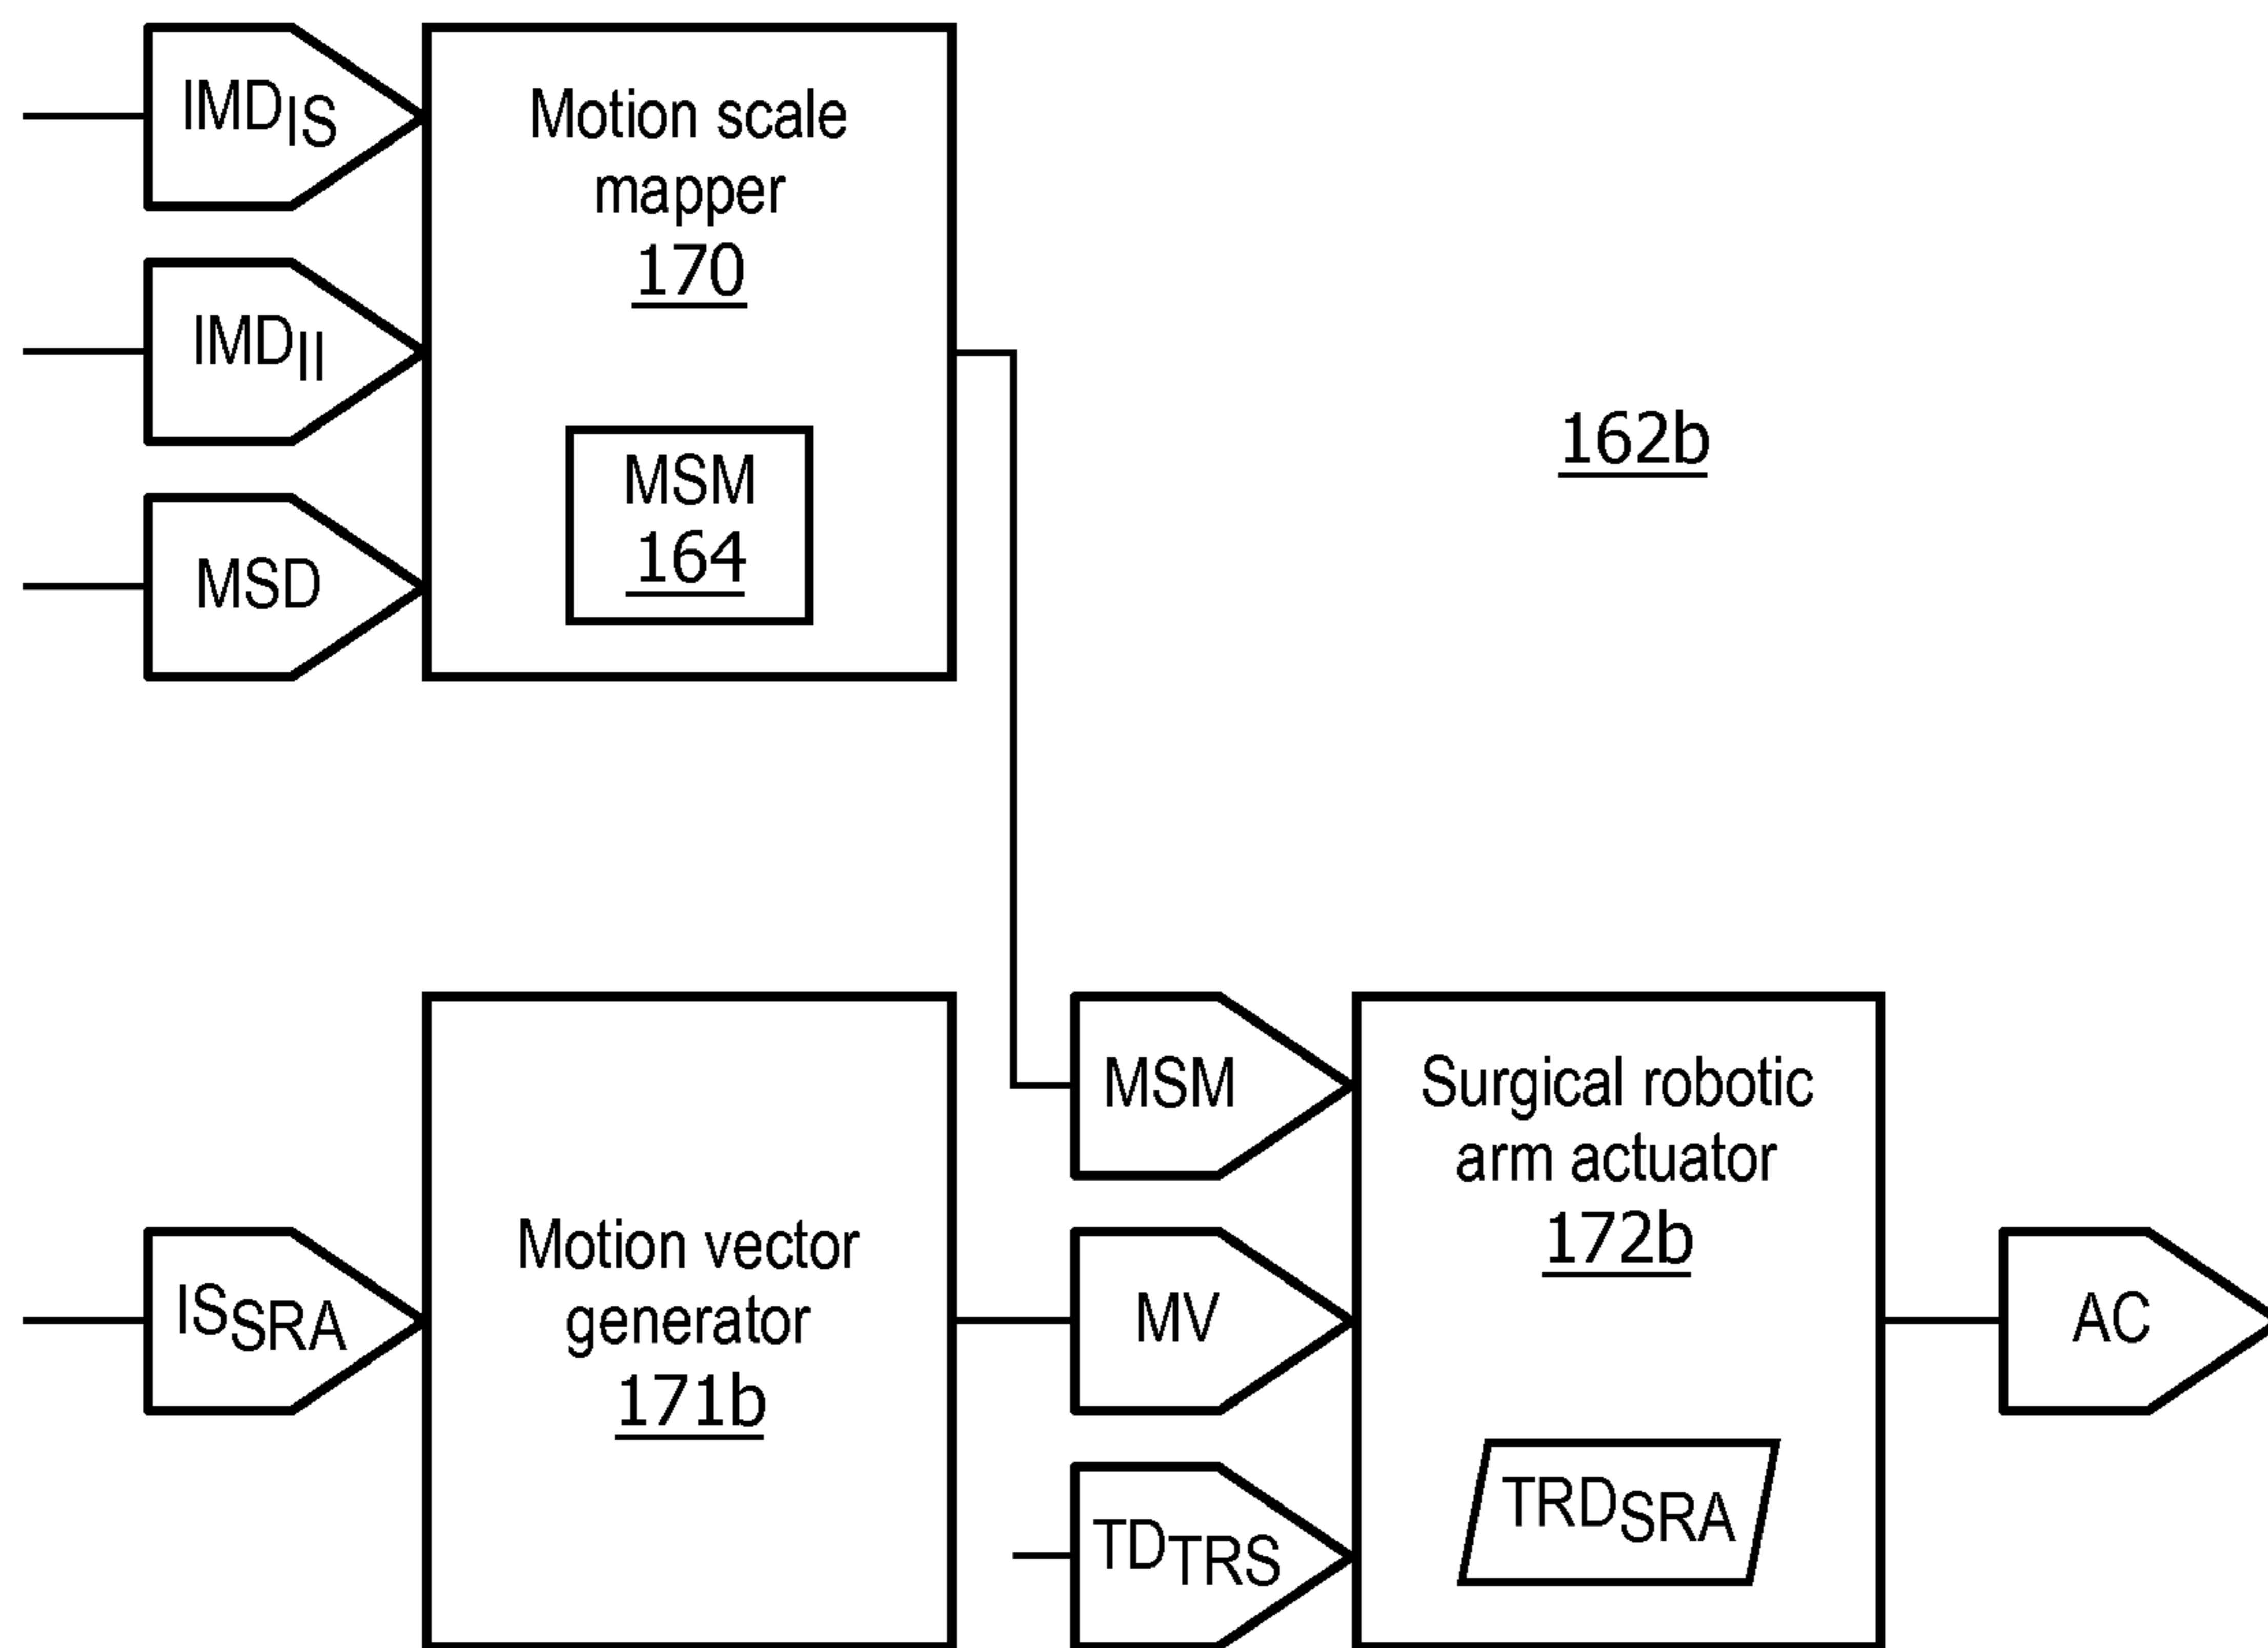 IMDIS
Motion scale
mapper
170
IMDII
MSM
164
MSD
162b
ISSRA
Motion vector
generator
171b
MSM
MV
TDTRS
Surgical robotic
arm actuator
172b
TRDSRA
AC